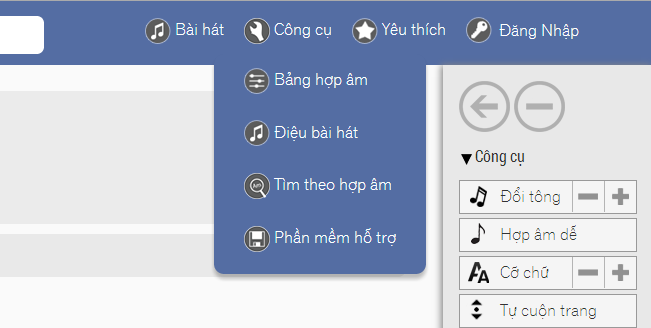 Bài hát
Công cụ
Yêu thích
Đăng Nhập
Bảng hợp âm
Điệu bài hát
Tìm theo hợp âm
Phần mềm hỗ trợ
▼Công cụ
Đổi tông
Hợp âm dễ
AA Cỡ chữ
Tự cuộn trang